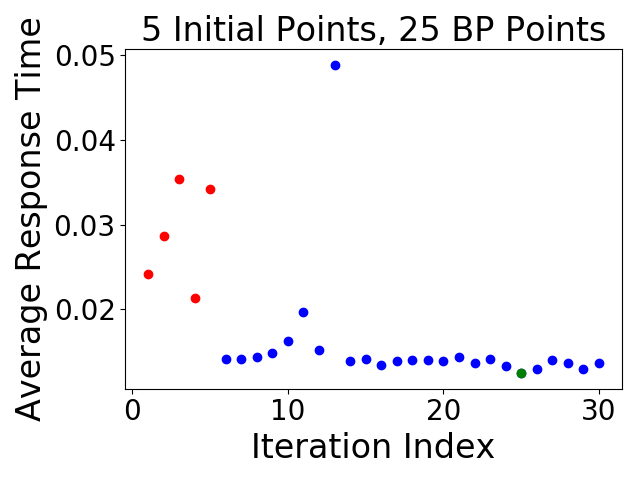 5 Initial Points, 25 BP Points
Average Response Time
0.05
0.04
0.03
0.02
0
10
20
30
Iteration Index